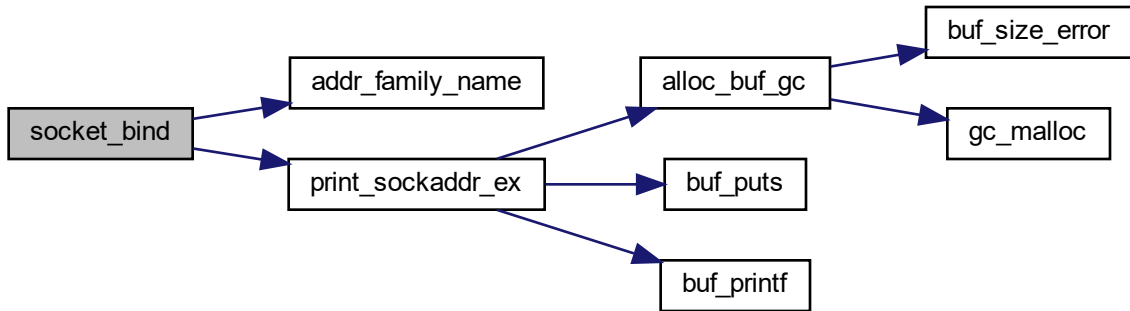 socket_bind
addr_family_name
print_sockaddr_ex
alloc_buf_gc
buf_puts
buf_printf
buf_size_error
gc_malloc